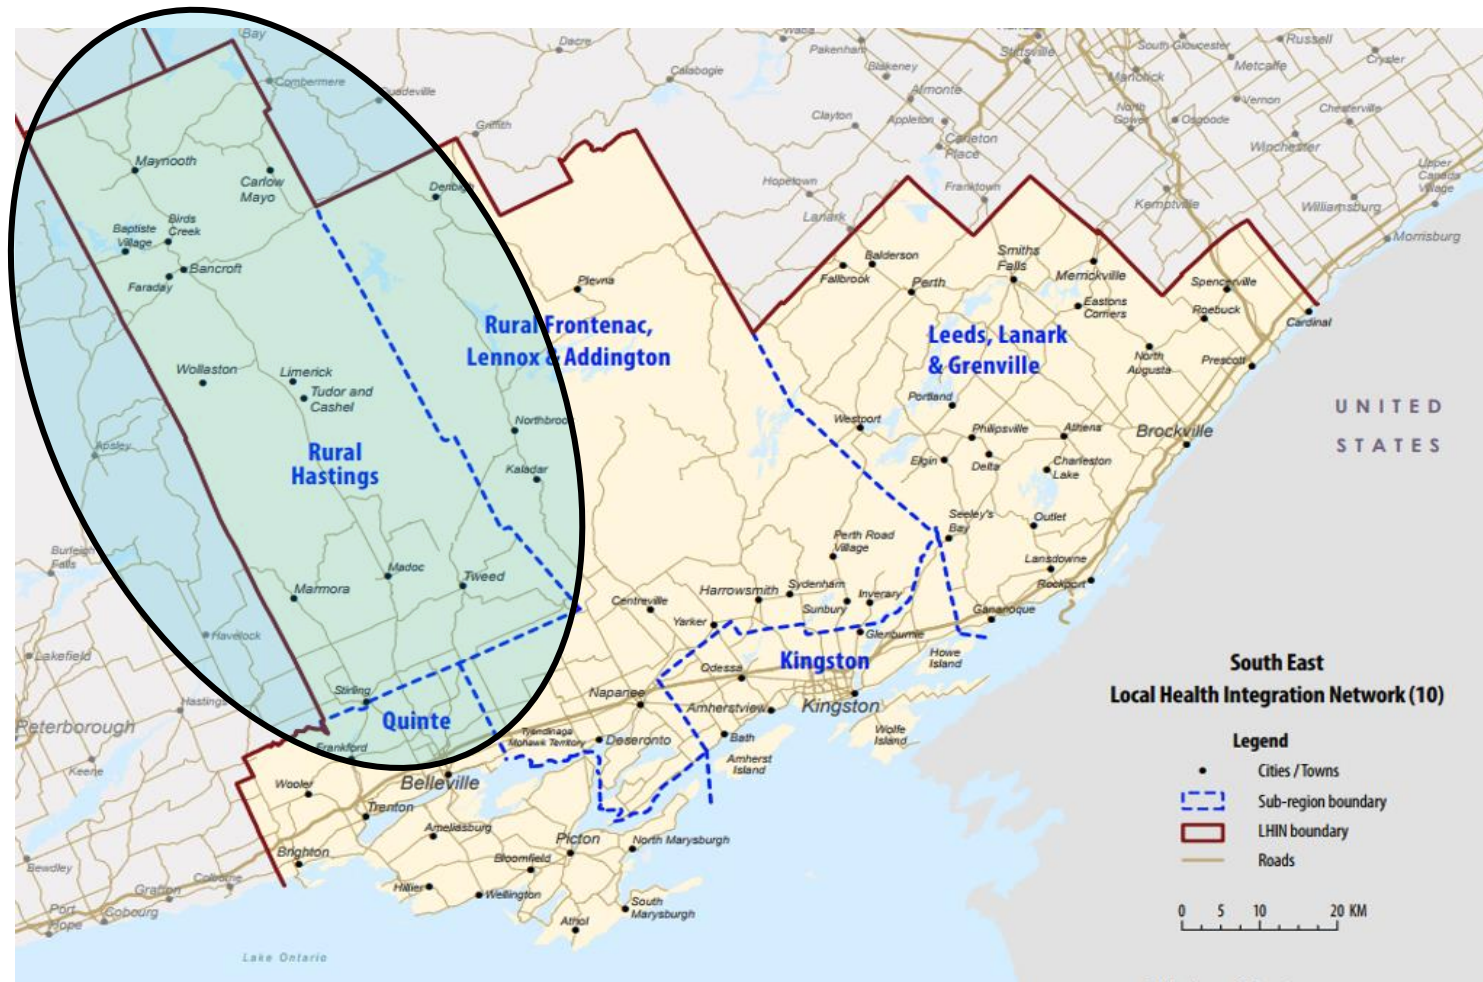 Bay
Combermere
Quadeville
Dacre
Calabogie
Griffith
Pakenham
Blakeney
Almonte
Clayton
Appleton
Carleton
Place
Stittsville
South Gloucester
Manotick
Russell
Metcalfe
Crysler
Vernon
Chesterville
North
Gower
Osgoode
Winchester
Upper
Canada
Village
Hopetown
Lanark
Franktown
Kemptville
Williamsburg
Morrisburg
Maynooth
Carlow
Mayo
Denbigh
Baptiste
Village
Birds
Creek
Bancroft
Faraday
Plevna
Rural Frontenac,
Lennox & Addington
Balderson
Fallbrook
Perth
Smiths
Falls
Merrickville
Eastons
Corners
Spencerville
Roebuck
Cardinal
Leeds, Lanark
& Grenville
North
Augusta
Prescott
Wollaston
Limerick
Tudor and
Cashel
Northbrook
Portland
Westport
Philipsville
Athens
Brockville
UNITED
STATES
Apsley
Rural
Hastings
Kaladar
Elgin
Delta
Charleston
Lake
Seeley's
Bay
Outlet
Perth Road
Village
Burleigh
Falls
Marmora
Madoc
Tweed
Lansdowne
Rockport
Centreville
Harrowsmith
Sydenham
Sunbury
Inverary
Gananoque
Yarker
Glenburnie
Havelock
Lakefield
Kingston
Odessa
Howe
Island
Stirling
Hastings
Quinte
Napanee
Amherstview
Kingston
Peterborough
Wolfe
Island
Frankford
Tyendinaga
Mohawk Territory
Deseronto
Bath
Amherst
Island
Keene
Wooler
Belleville
Trenton
Ameliasburg
Picton
North Marysburgh
Brighton
Bloomfield
Bewdley
Colborne
Grafton
Hillier
Wellington
South
Marysburgh
Port
Hope
Cobourg
Athol
Lake Ontario
South East
Local Health Integration Network (10)
Legend
Cities / Towns
Sub-region boundary
LHIN boundary
Roads
0 5 10 20 KM